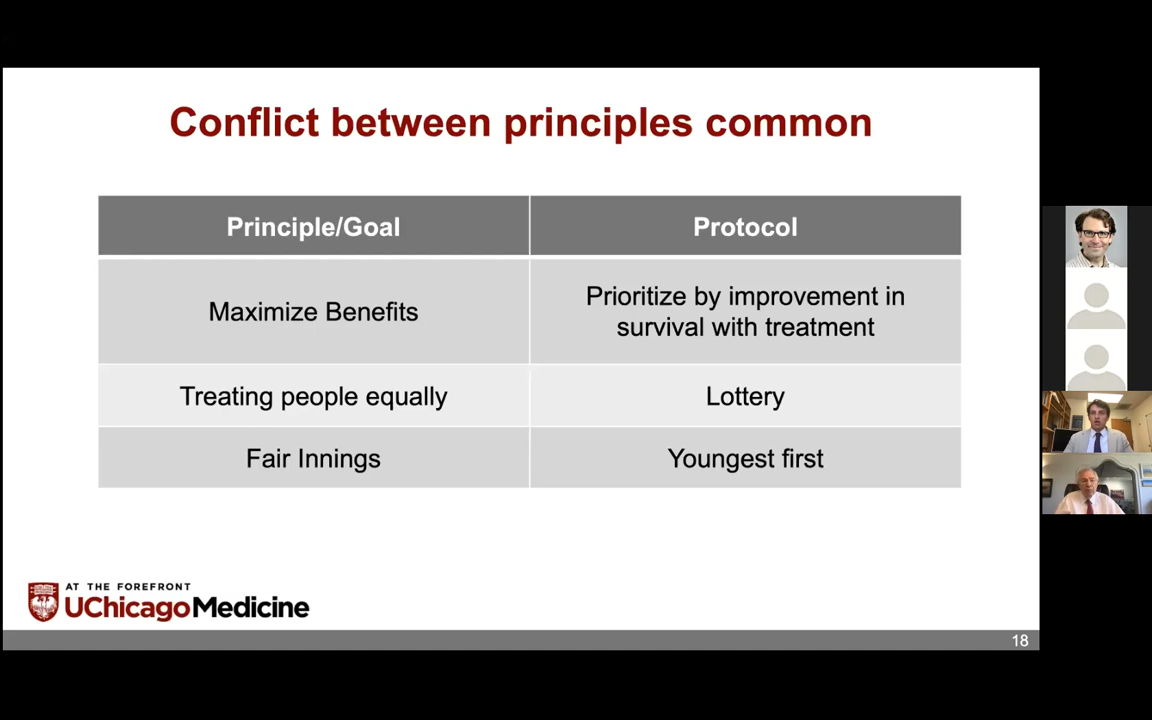 Conflict between principles common
Principle/Goal
Protocol
Maximize Benefits
Prioritize by improvement in
survival with treatment
Treating people equally
Lottery
Fair Innings
Youngest first
AT THE FOREFRONT
UChicagoMedicine
18